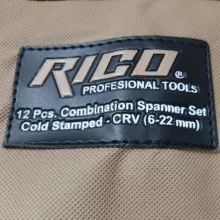 RICO®
PROFESIONAL TOOLS
12 Pcs. Combination Spanner Set
Cold Stamped - CRV (6-22 mm)